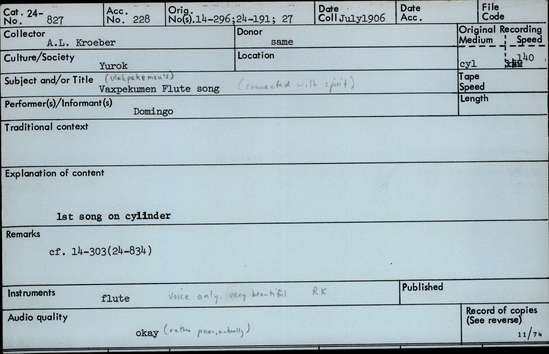 Cat. 24- Acc. Orig. Date Date File
No. 827 No. 228 No(s).14-296;24-191; 27 Coll July1906 Acc. Code
Collector Donor Original Recording
A.L. Kroeber same Medium Speed
Culture/Society Location 140
Yurok cyl
Subject and/or Title Tape
Vaxpekumen Flute song (connected with spirit) Speed
Performer(s)/Informant(s) Length
Domingo
Traditional context
Explanation of content
1st song on cylinder
Remarks
cf. 14-303(24-834)
Instruments flute voice only. very beautiful RK Published
Audio quality Record of copies
okay (rather poor, actually) (See reverse)
11/74